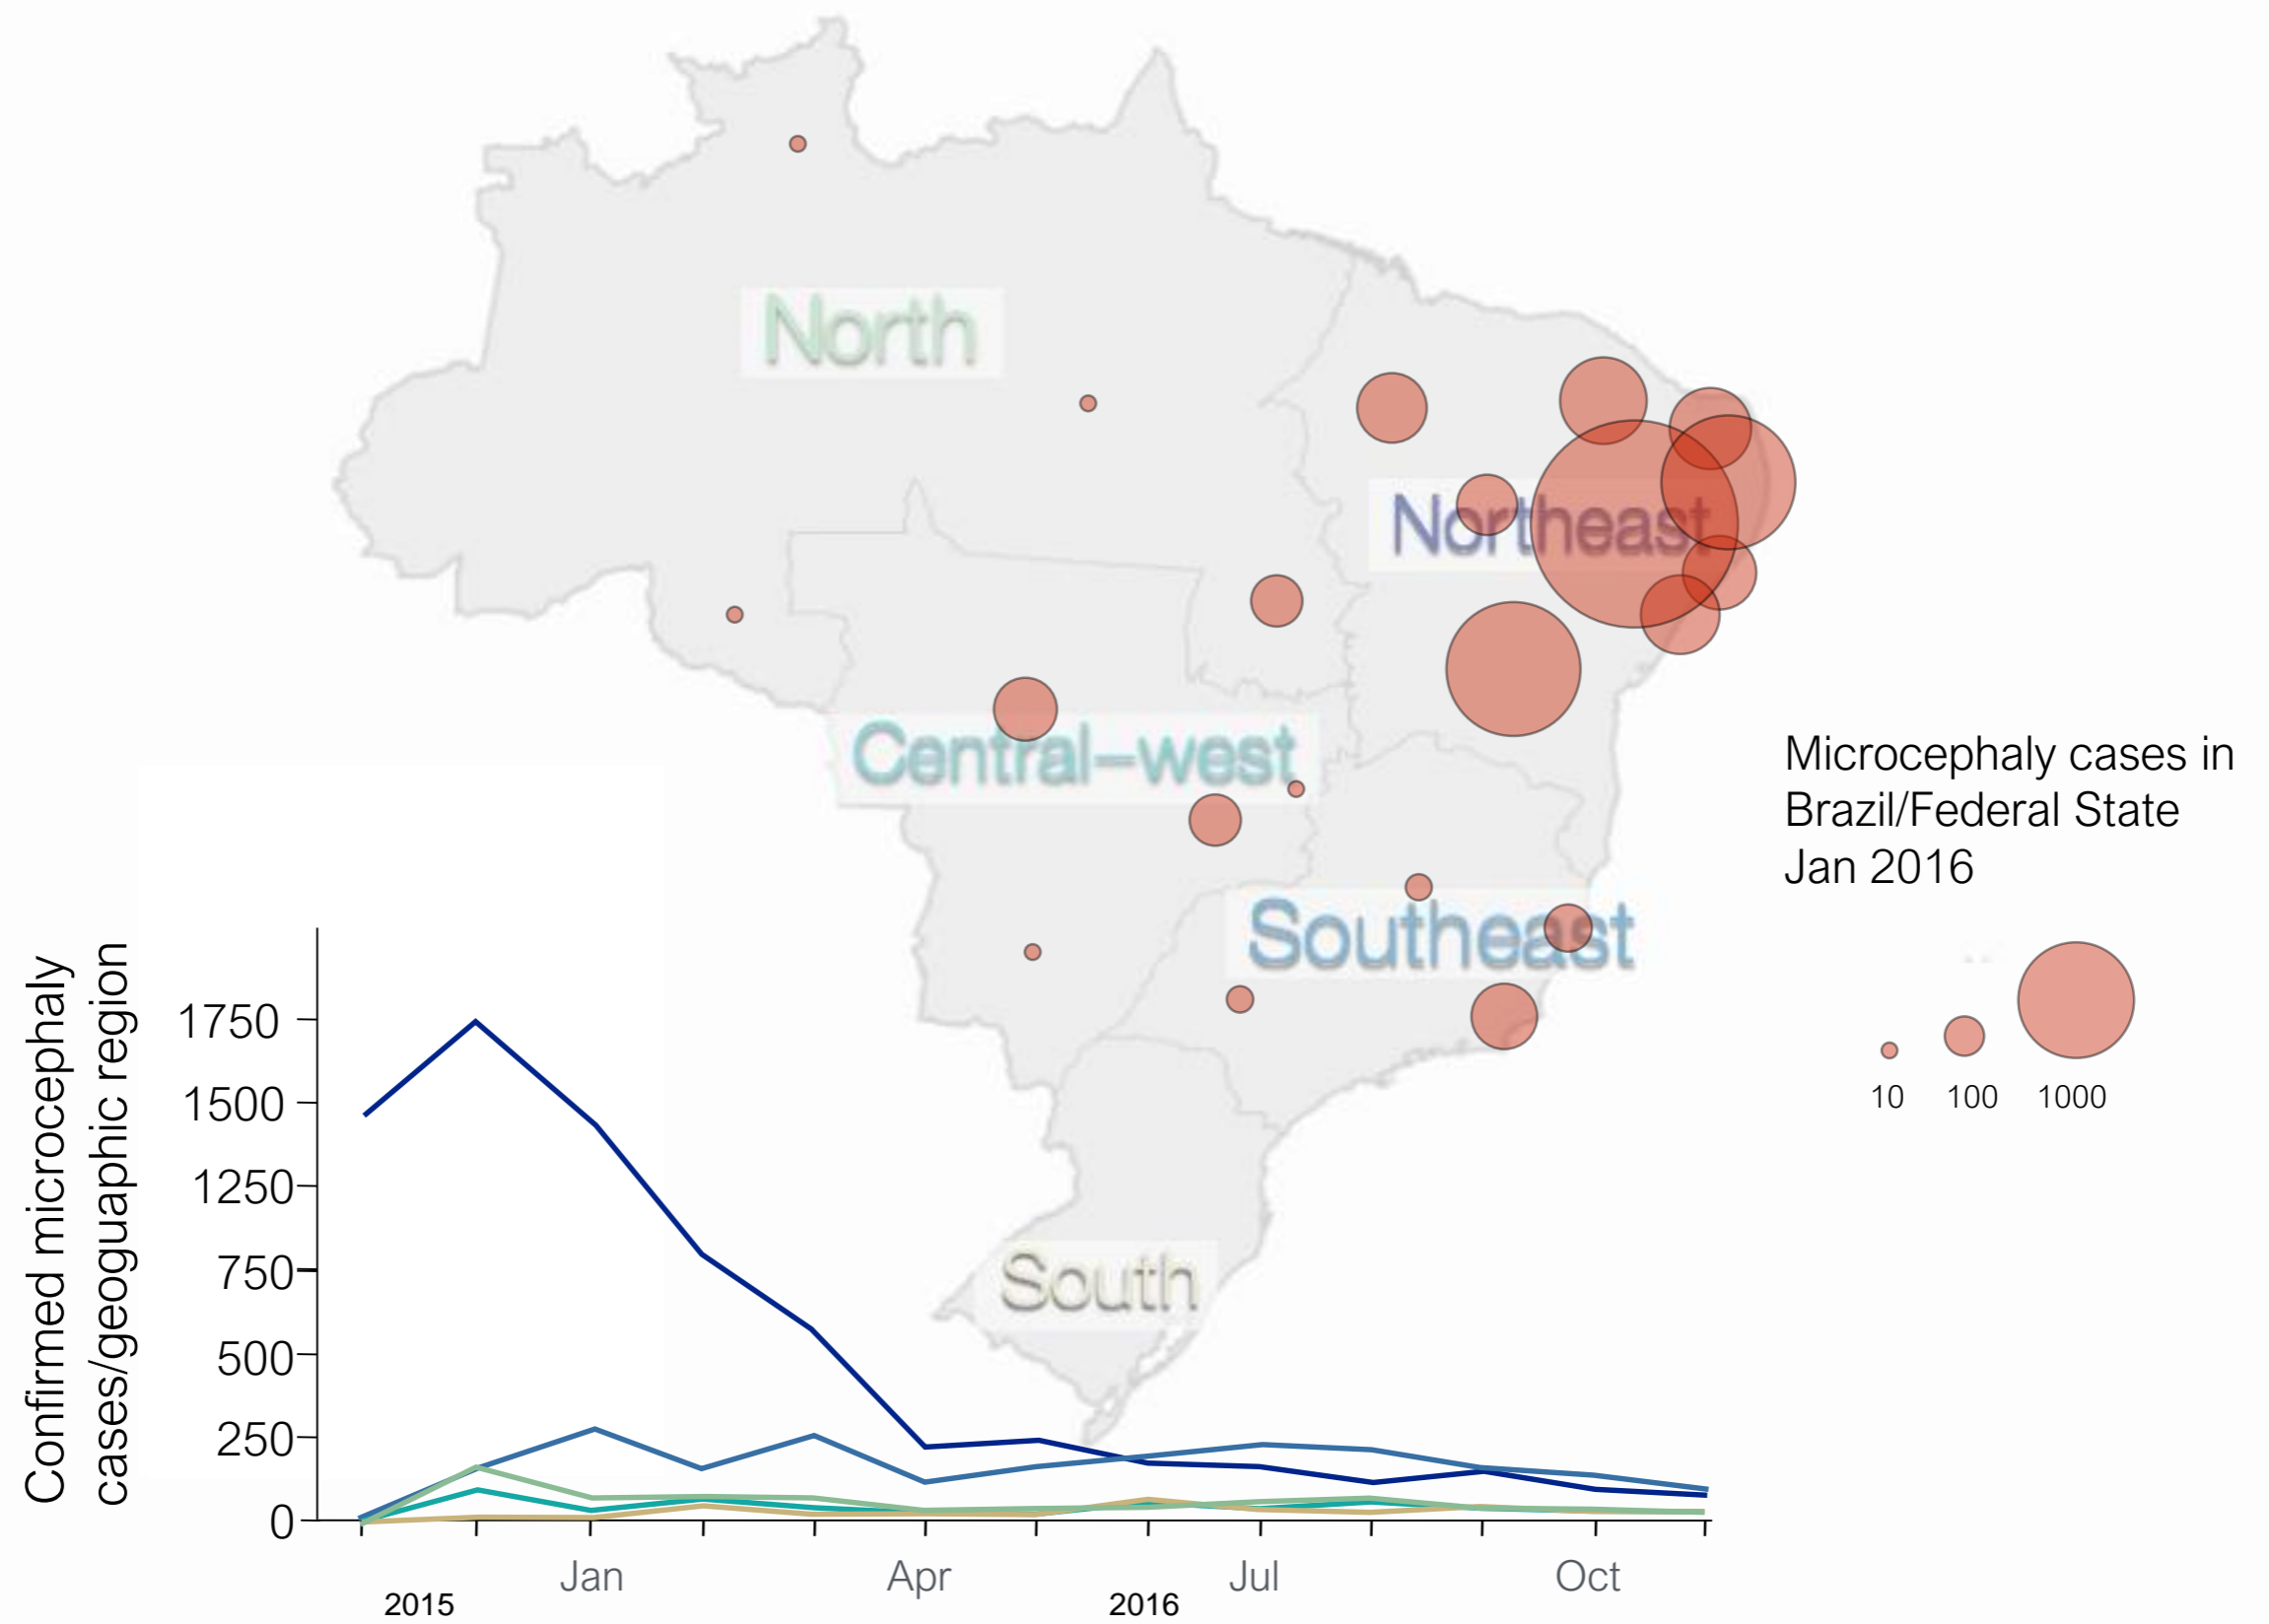 North
Northeast
Central-west
Southeast
South
Microcephaly cases in
Brazil/Federal State
Jan 2016
10 100 1000
Confirmed microcephaly
cases/geoguaphic region
1750
1500
1250
750
500
250
0
Jan Apr Jul Oct
2015 2016